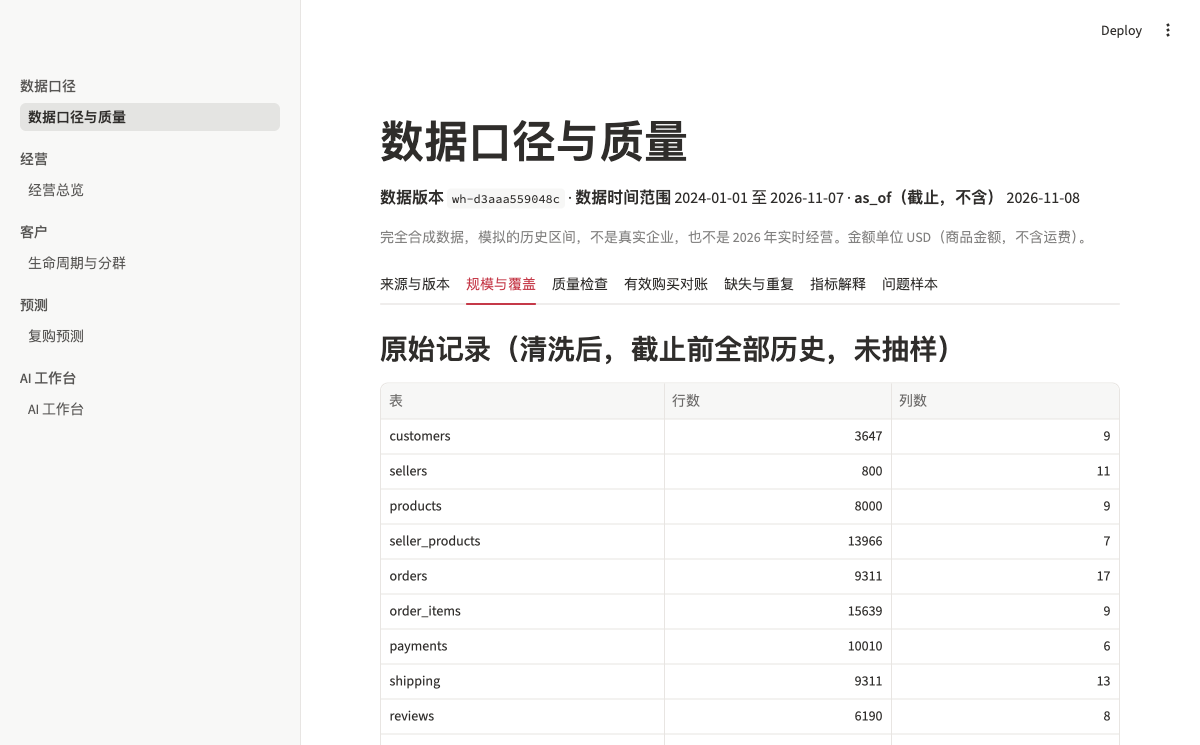 Deploy
数据口径
数据口径与质量
经营
经营总览
客户
生命周期与分群
预测
复购预测
AI 工作台
AI 工作台
数据口径与质量
数据版本 wh-d3aaa559048c · 数据时间范围 2024-01-01 至 2026-11-07 · as_of（截止，不含） 2026-11-08
完全合成数据，模拟的历史区间，不是真实企业，也不是 2026 年实时经营。金额单位 USD（商品金额，不含运费）。
来源与版本 规模与覆盖 质量检查 有效购买对账 缺失与重复 指标解释 问题样本
原始记录（清洗后，截止前全部历史，未抽样）
表 行数 列数
customers 3647 9
sellers 800 11
products 8000 9
seller_products 13966 7
orders 9311 17
order_items 15639 9
payments 10010 6
shipping 9311 13
reviews 6190 8